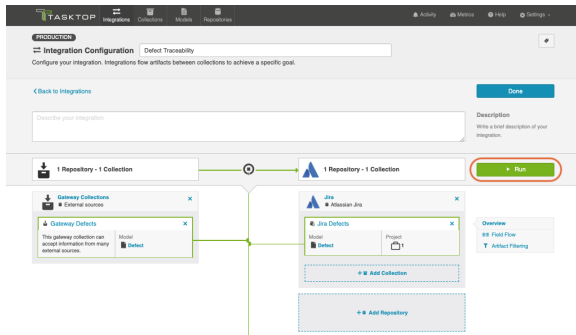 TASKTOP
Integrations
Collections
Models
Repositories
Activity
Metrics
Help
Settings
PRODUCTION
Integration Configuration
Defect Traceability
Configure your integration. Integrations flow artifacts between collections to achieve a specific goal.
Back to Integrations
Done
Describe your integration
Description
Write a brief description of your
integration.
1 Repository - 1 Collection
1 Repository - 1 Collection
Run
Gateway Collections
External sources
Jira
Atlassian Jira
Gateway Defects
This gateway collection can
accept information from many
external sources.
Model
Defect
Jira Defects
Model
Defect
Project
1
Overview
Field Flow
Artifact Filtering
+ Add Collection
+ Add Repository